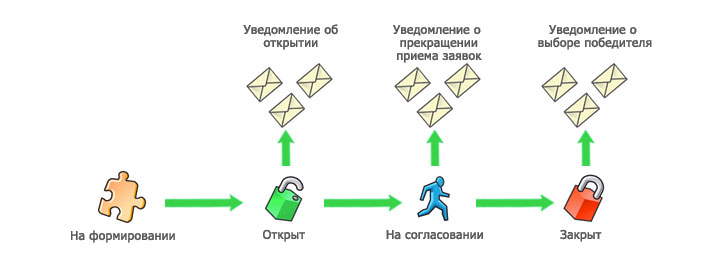 Уведомление об
открытии
Уведомление о
прекращении
приема заявок
Уведомление о
выборе победителя
На формировании
Открыт
На согласовании
Закрыт